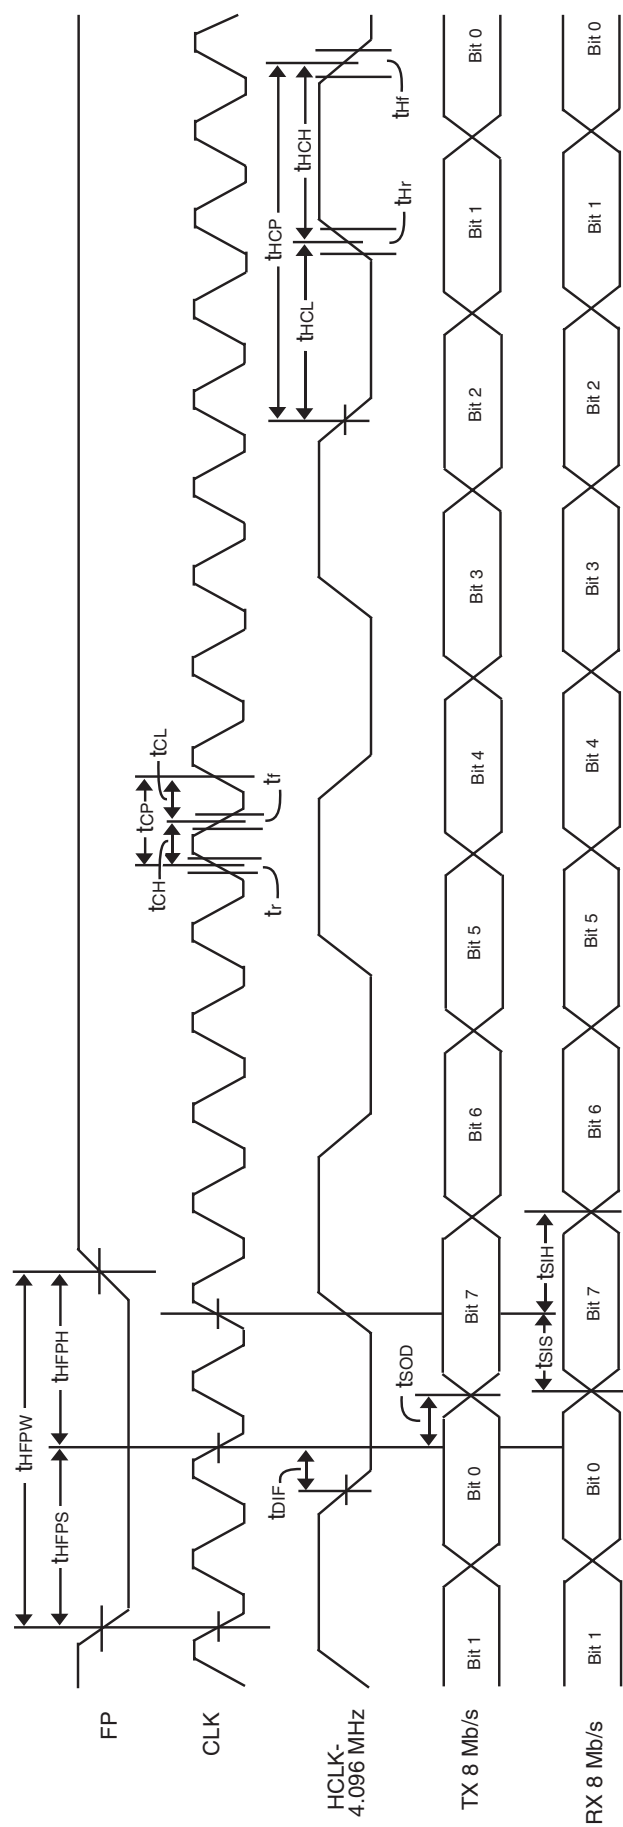 FP
tHFPW
tHFPS
tHFPH
CLK
tCP
tCH
tCL
tr
tf
HCLK-
4.096 MHz
tDIF
tHCP
tHCL
tHCH
tHr
tHf
TX 8 Mb/s
Bit 1
Bit 0
tSOD
Bit 7
Bit 6
Bit 5
Bit 4
Bit 3
Bit 2
Bit 1
Bit 0
RX 8 Mb/s
Bit 1
Bit 0
tSIS
tSIH
Bit 7
Bit 6
Bit 5
Bit 4
Bit 3
Bit 2
Bit 1
Bit 0